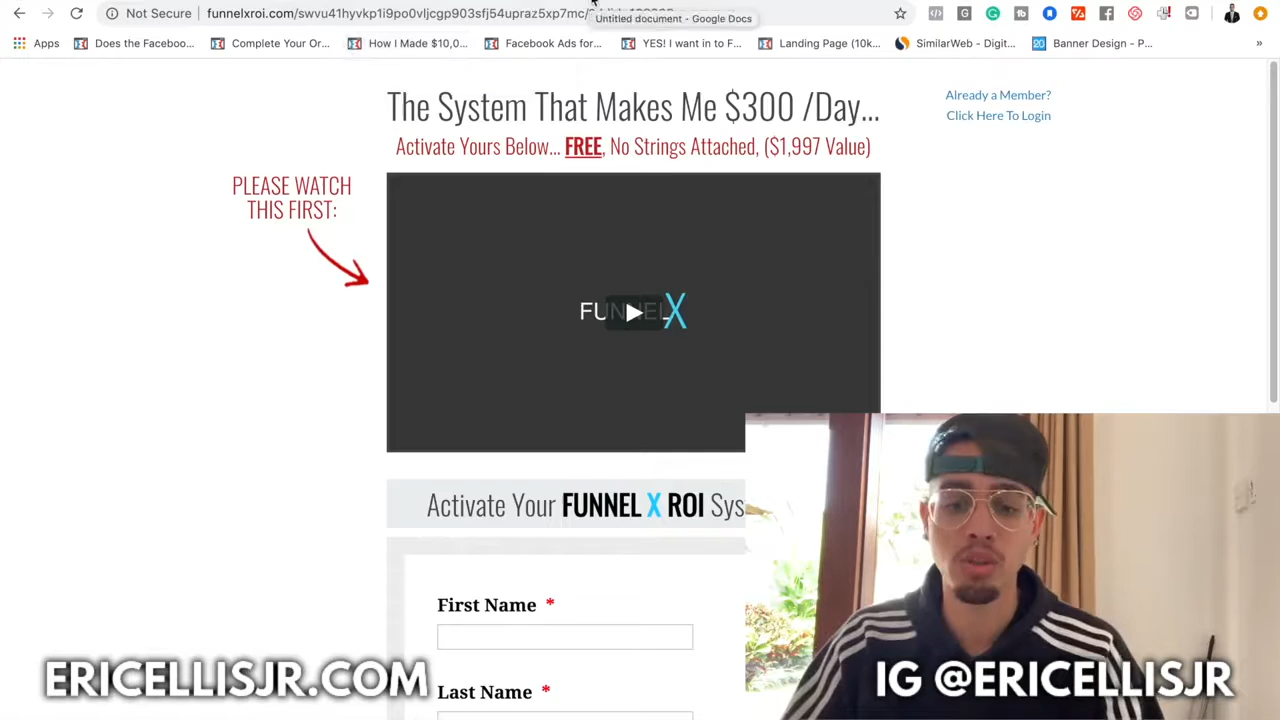 Not Secure
funnelxroi.com/swvu41hyvkp1i9po0vljcgp903sfj54upraz5xp7mc/
Untitled document - Google Docs
Apps
Does the Faceboo...
Complete Your Or...
How I Made $10,0...
Facebook Ads for...
YES! I want in to F...
Landing Page (10k...
SimilarWeb - Digit...
20
Banner Design - P...
»
The System That Makes Me $300 /Day...
Activate Yours Below... FREE, No Strings Attached, ($1,997 Value)
Already a Member?
Click Here To Login
PLEASE WATCH
THIS FIRST:
FUNNELX
Activate Your FUNNEL X ROI Sys
First Name *
Last Name *
ERICELLISJR.COM
IG @ERICELLISJR